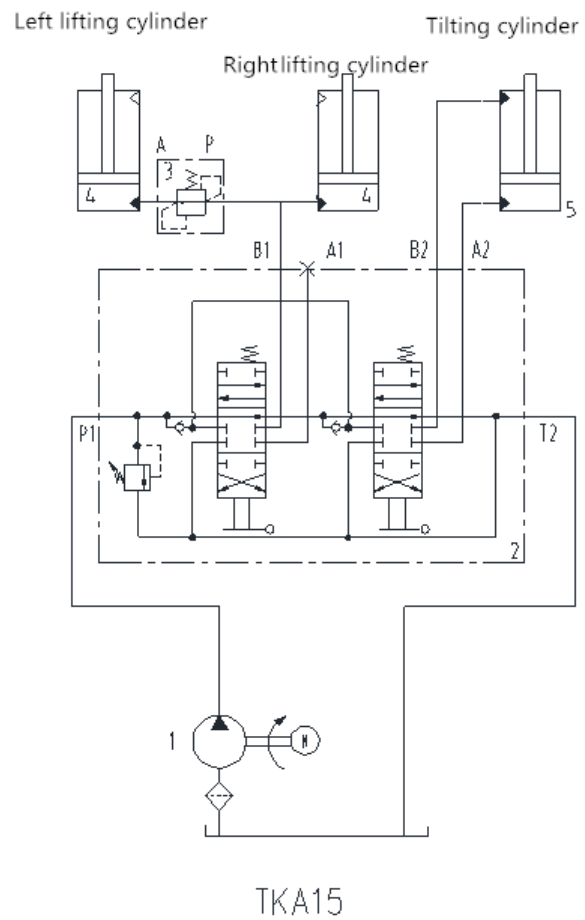 Left lifting cylinder
Tilting cylinder
Right lifting cylinder
A P
3
4
4
5
B1 A1 B2 A2
P1
T2
2
1
M
TKA15